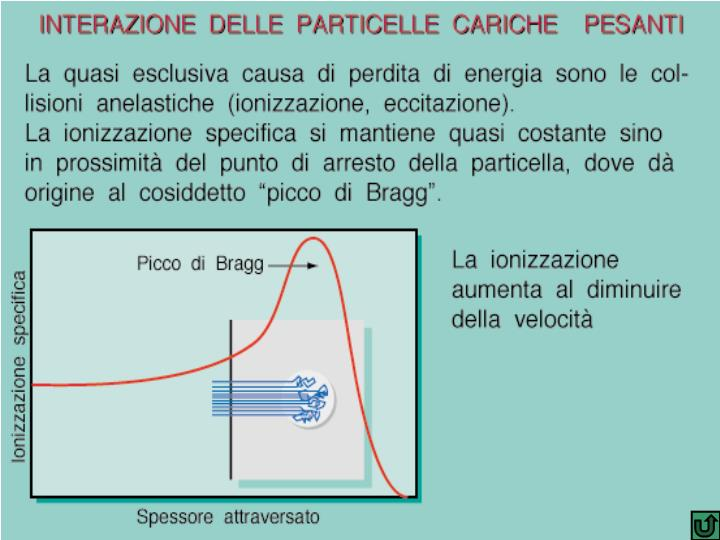 INTERAZIONE DELLE PARTICELLE CARICHE PESANTI
La quasi esclusiva causa di perdita di energia sono le col-
lisioni anelastiche (ionizzazione, eccitazione).
La ionizzazione specifica si mantiene quasi costante sino
in prossimità del punto di arresto della particella, dove dà
origine al cosiddetto “picco di Bragg”.
Picco di Bragg
Ionizzazione specifica
Spessore attraversato
La ionizzazione
aumenta al diminuire
della velocità